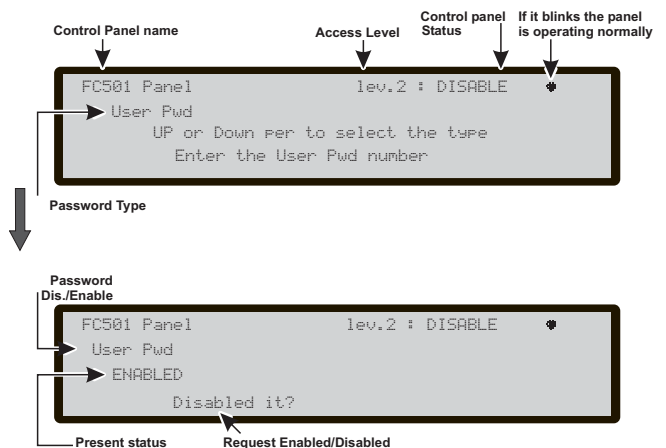 Control Panel name
Access Level
Control panel
Status
If it blinks the panel
is operating normally
FC501 Panel lev.2 : DISABLE
User Pwd
UP or Down per to select the type
Enter the User Pwd number
Password Type
Password
Dis./Enable
FC501 Panel lev.2 : DISABLE
User Pwd
ENABLED
Disabled it?
Present status
Request Enabled/Disabled